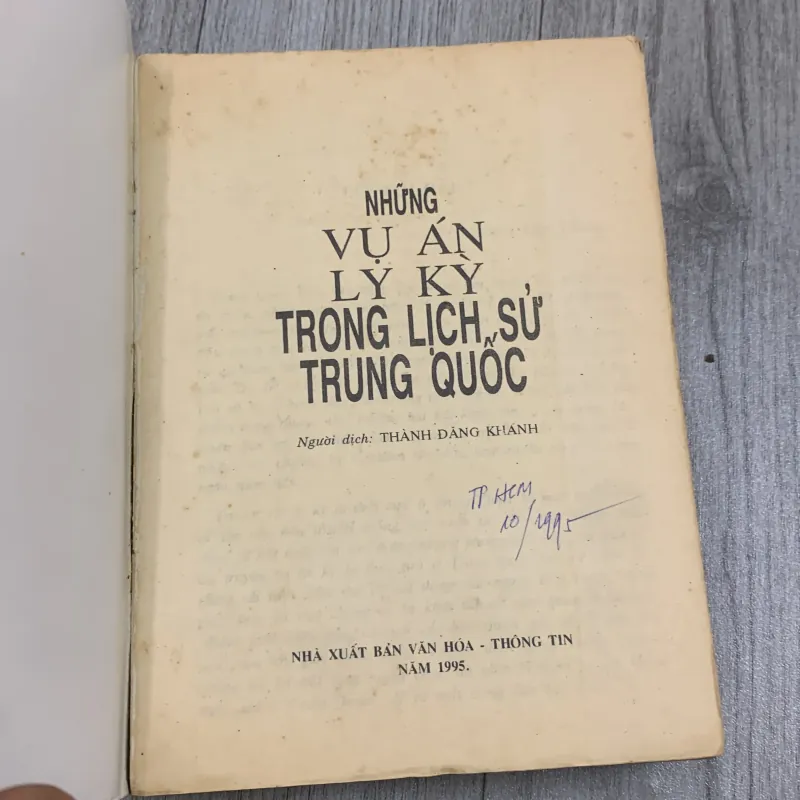 NHỮNG
VỤ ÁN
LY KỲ
TRONG LỊCH SỬ
TRUNG QUỐC
Người dịch: THÀNH ĐĂNG KHÁNH
TP HCM
10/1995
NHÀ XUẤT BẢN VĂN HÓA - THÔNG TIN
NĂM 1995.